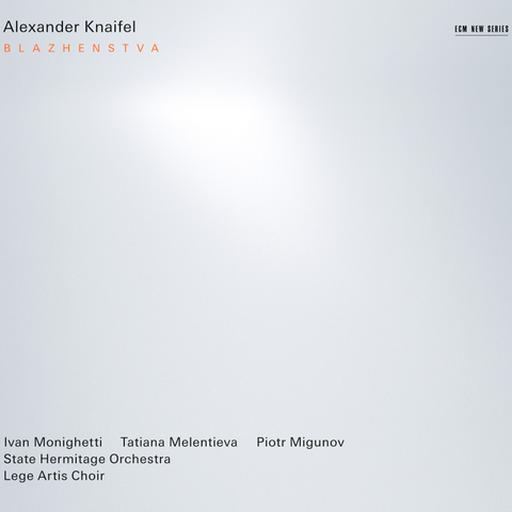 Alexander Knaifel
ECM NEW SERIES
BLAZHENSTVA
Ivan Monighetti Tatiana Melentieva Piotr Migunov
State Hermitage Orchestra
Lege Artis Choir